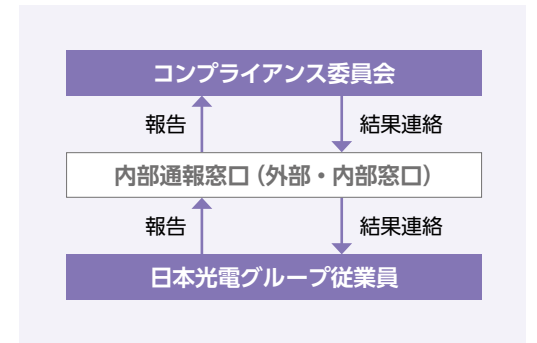 コンプライアンス委員会
報告
結果連絡
内部通報窓口（外部・内部窓口）
報告
結果連絡
日本光電グループ従業員